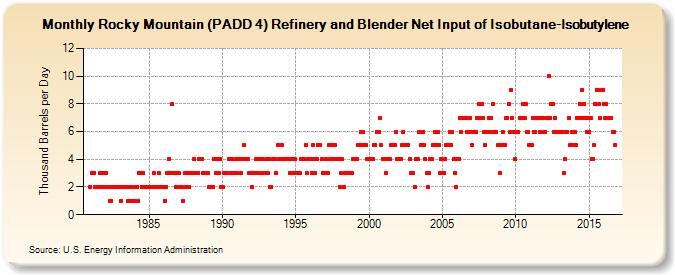 Monthly Rocky Mountain (PADD 4) Refinery and Blender Net Input of Isobutane-Isobutylene
Thousand Barrels per Day
12
10
8
6
4
2
0
1985 1990 1995 2000 2005 2010 2015
Source: U.S. Energy Information Administration